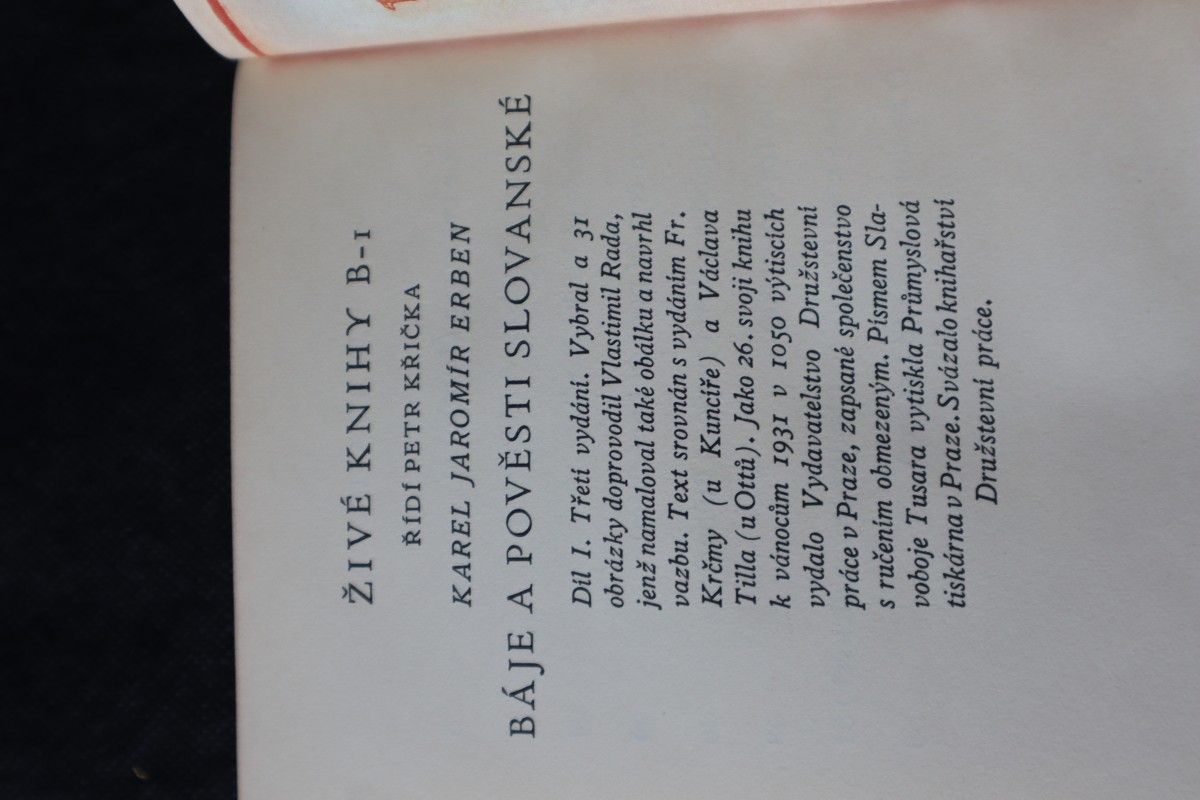 ŽIVÉ KNIHY B-1
ŘÍDÍ PETR KŘIČKA
KAREL JAROMÍR ERBEN
BÁJE A POVĚSTI SLOVANSKÉ
Díl I. Třetí vydání. Vybral a 31
obrázky doprovodil Vlastimil Rada,
jenž namaloval také obálku a navrhl
vazbu. Text srovnán s vydáním Fr.
Krčmy (u Kuncíře) a Václava
Tilla (u Ottů). Jako 26. svoji knihu
k vánocům 1931 v 1050 výtiscích
vydalo Vydavatelstvo Družstevní
práce v Praze, zapsané společenstvo
s ručením obmezeným. Písmem Sla-
voboje Tusara vytiskla Průmyslová
tiskárna v Praze. Svázalo knihařství
Družstevní práce.